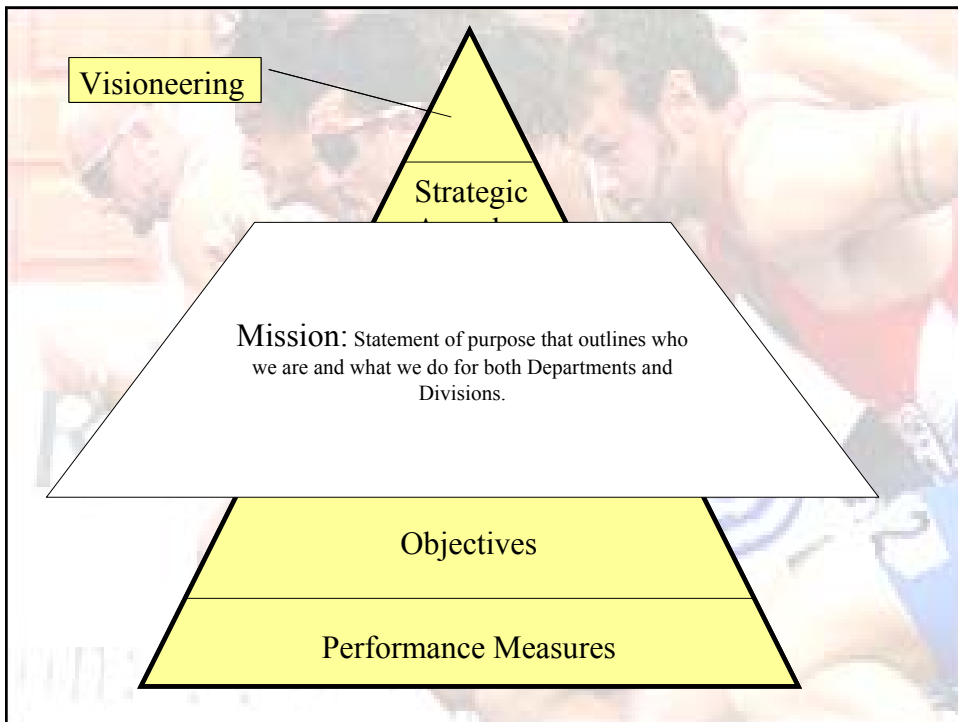 Visioneering
Strategic
Mission: Statement of purpose that outlines who
we are and what we do for both Departments and
Divisions.
Objectives
Performance Measures